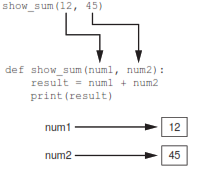 show_sum(12, 45)
def show_sum(num1, num2):
    result = num1 + num2
    print(result)
num1 12
num2 45